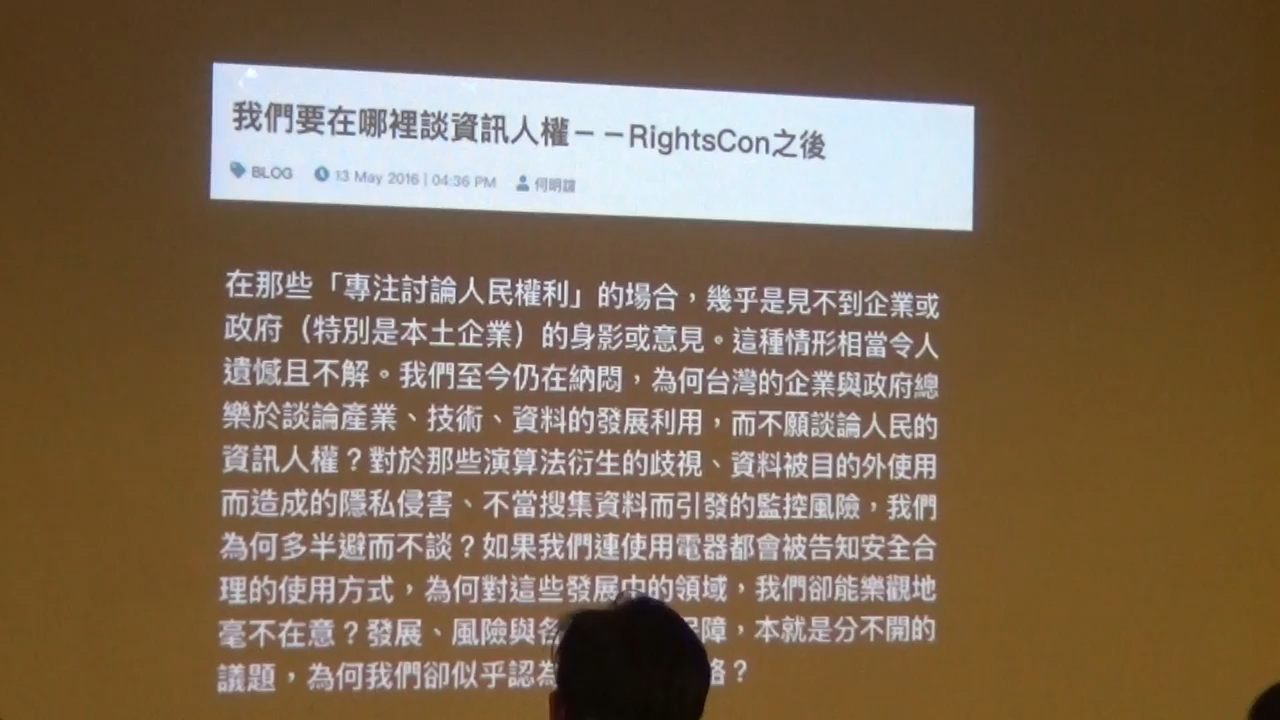 我們要在哪裡談資訊人權－－RightsCon之後
BLOG 13 May 2016 | 04:36 PM 何明諠
在那些「專注討論人民權利」的場合，幾乎是見不到企業或
政府（特別是本土企業）的身影或意見。這種情形相當令人
遺憾且不解。我們至今仍在納悶，為何台灣的企業與政府總
樂於談論產業、技術、資料的發展利用，而不願談論人民的
資訊人權？對於那些演算法衍生的歧視、資料被目的外使用
而造成的隱私侵害、不當搜集資料而引發的監控風險，我們
為何多半避而不談？如果我們連使用電器都會被告知安全合
理的使用方式，為何對這些發展中的領域，我們卻能樂觀地
毫不在意？發展、風險與各 障，本就是分不開的
議題，為何我們卻似乎認為 ？